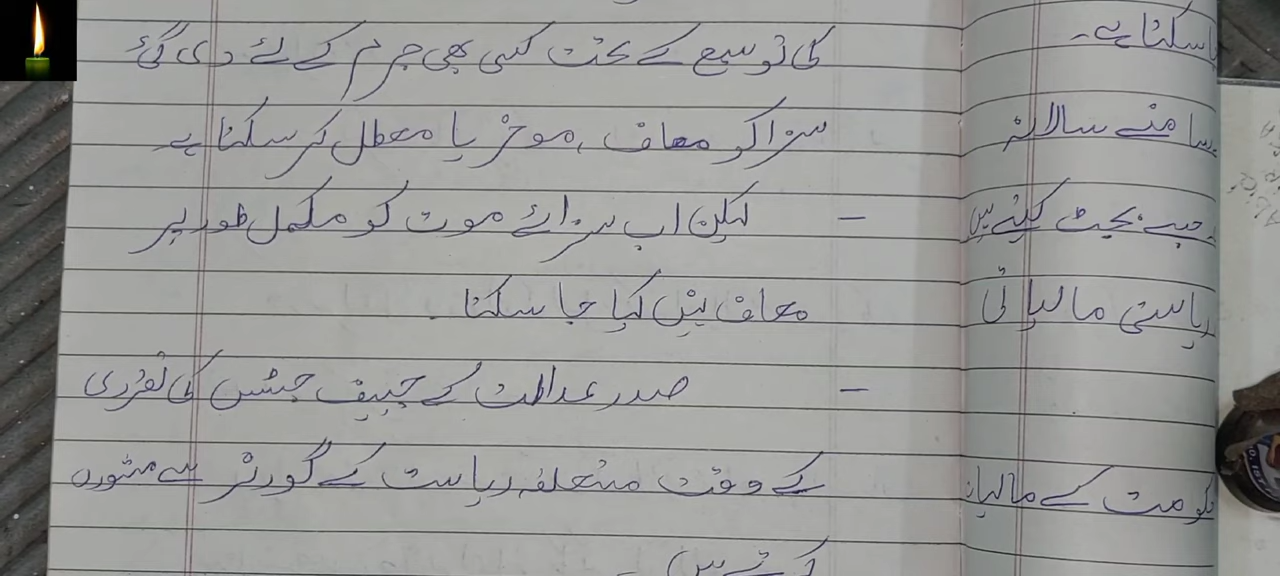 کی توسیع کے تحت کسی بھی جرم کے لئے دی گئی
سزا کو معاف، موخر یا معطل کر سکتا ہے۔
– لیکن اب سزائے موت کو مکمل طور پر
معاف نہیں کیا جا سکتا۔
– صدر عدالت کے چیف جسٹس کی تقرری
کے وقت متعلقہ ریاست کے گورنر سے مشورہ
کرتے ہیں ۔
سکتا ہے۔
سامنے سالانہ
جسے بجٹ کہتے ہیں
ریاستی مالیاتی
حکومت کے مالیاتی